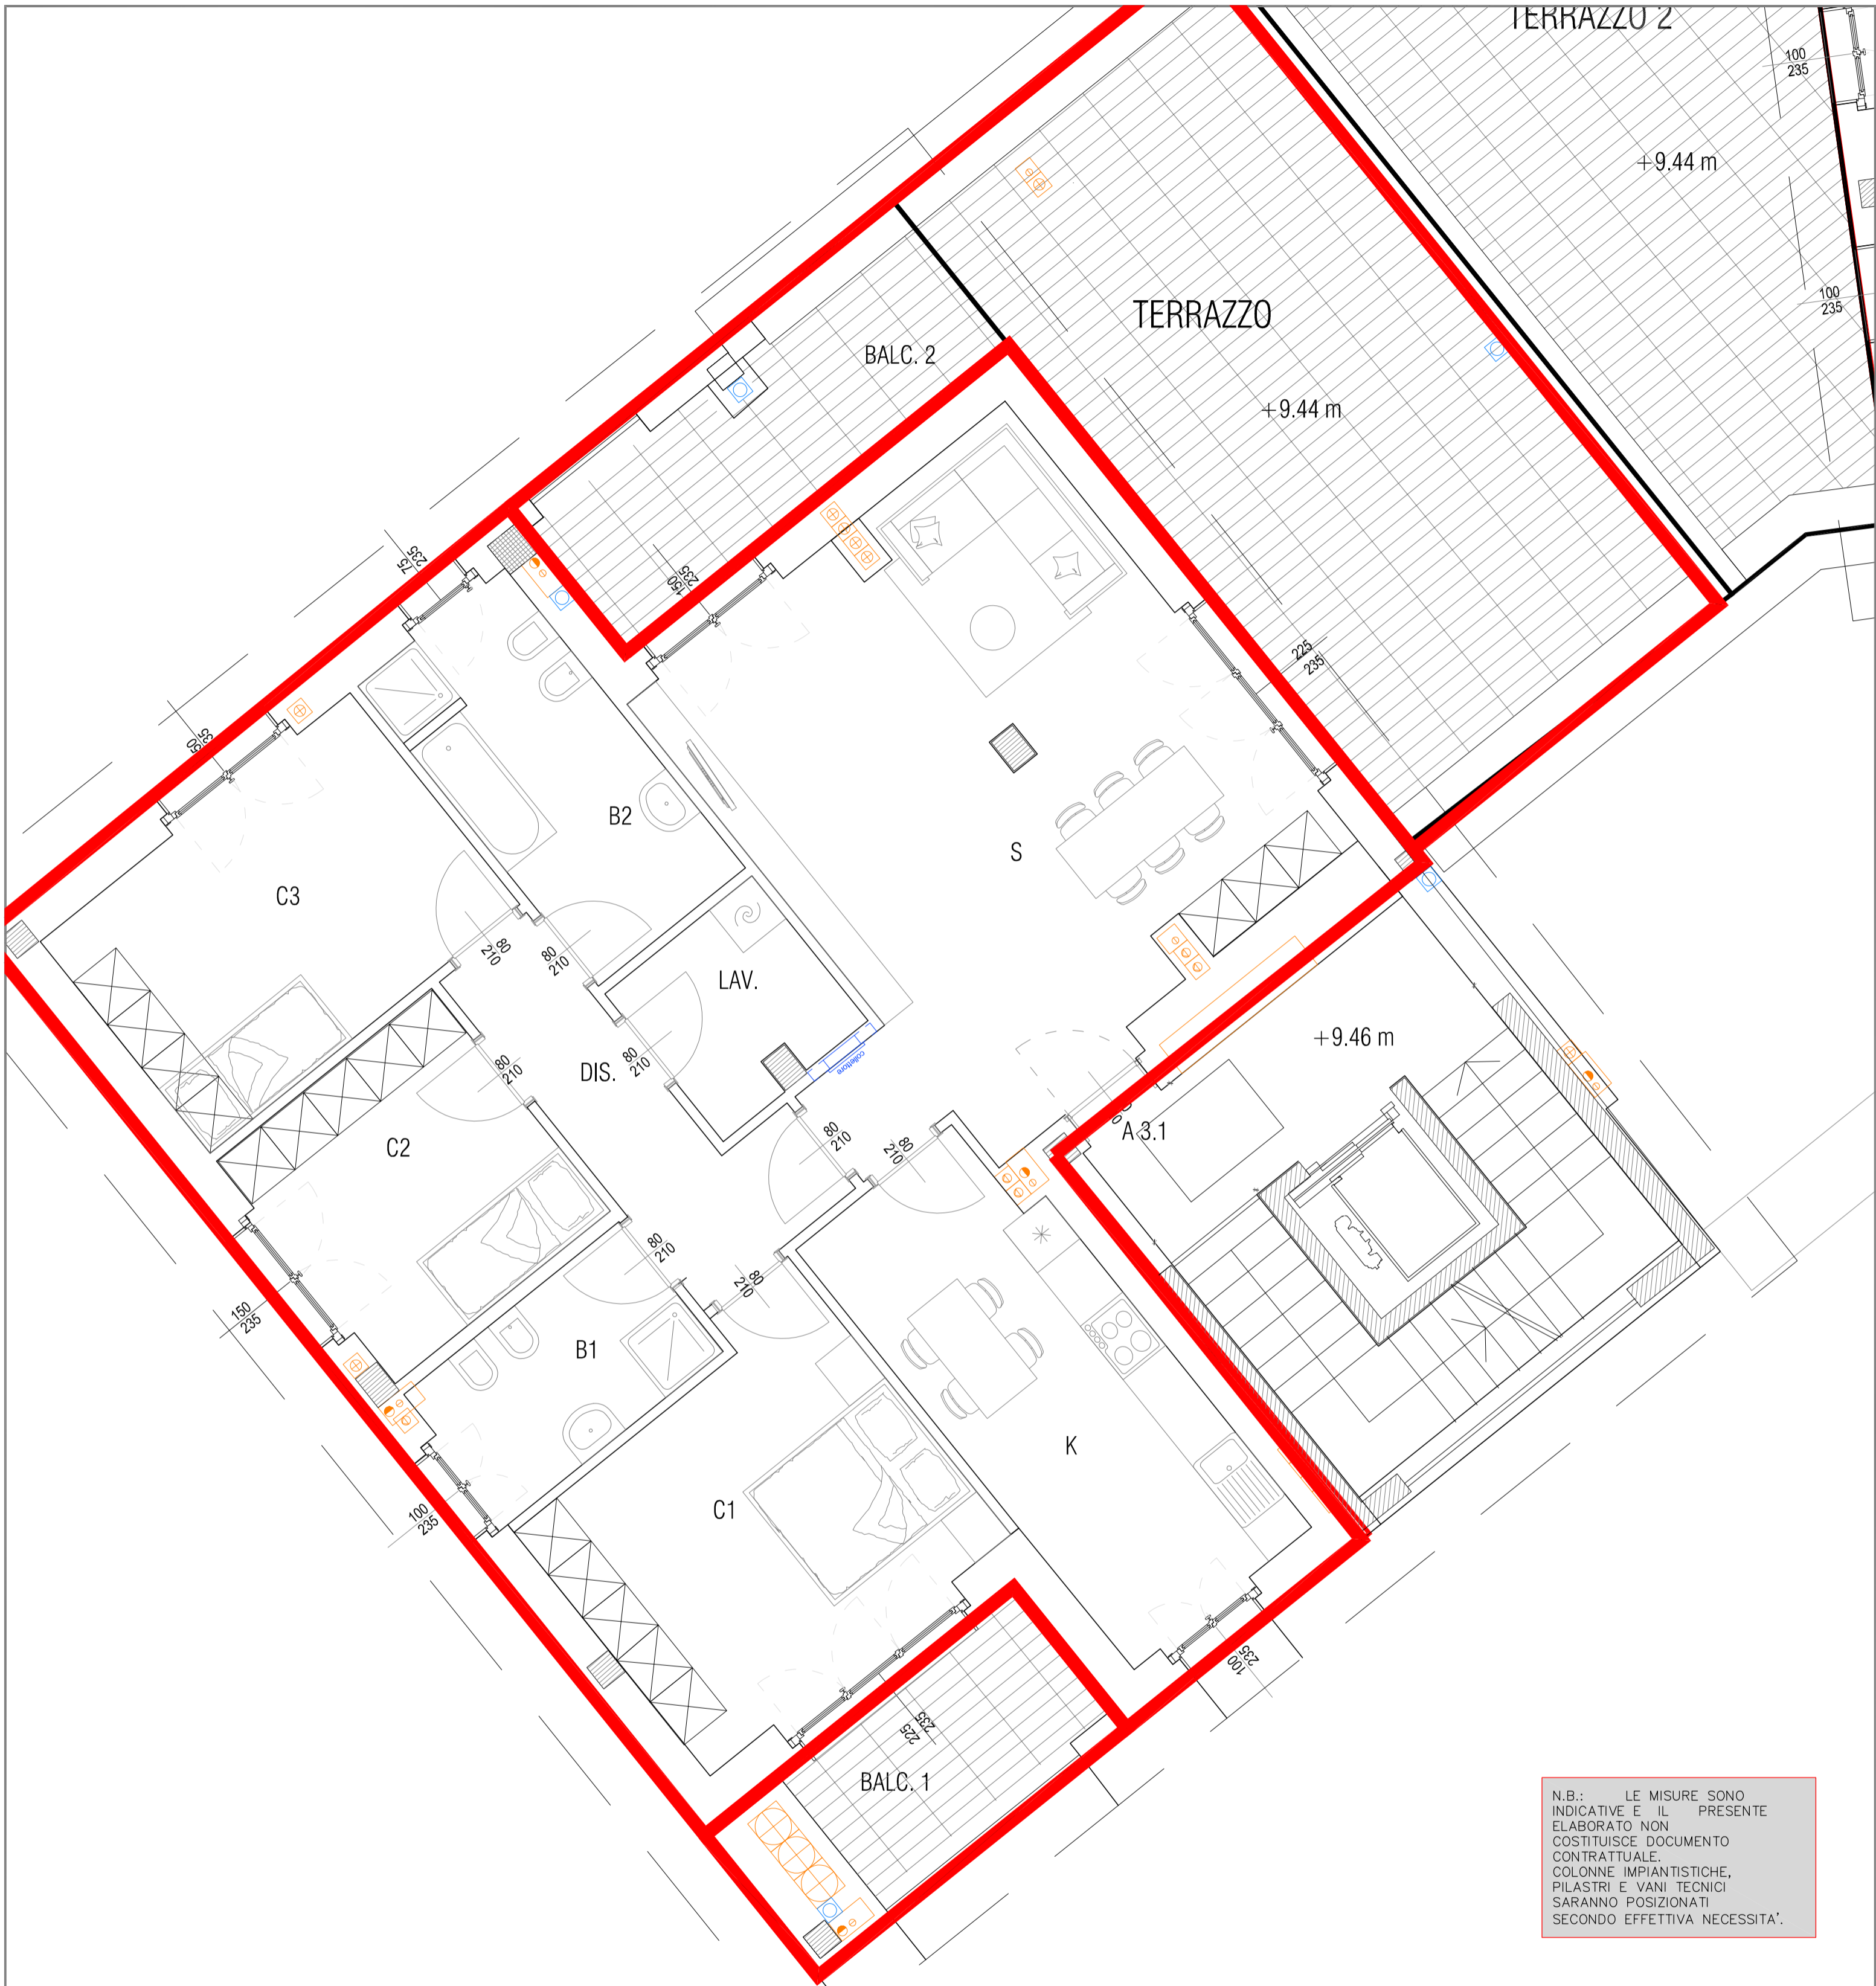 TERRAZZO 2
100
235
+9.44 m
100
235
TERRAZZO
BALC. 2
+9.44 m
235
75
235
150
225
235
B2
S
C3
80
210
80
210
LAV.
80
210
DIS.
collettore
80
210
+9.46 m
A 3.1
C2
80
210
80
210
80
210
80
210
150
235
B1
K
C1
100
235
235
100
235
225
BALC. 1
N.B.: LE MISURE SONO
INDICATIVE E IL PRESENTE
ELABORATO NON
COSTITUISCE DOCUMENTO
CONTRATTUALE.
COLONNE IMPIANTISTICHE,
PILASTRI E VANI TECNICI
SARANNO POSIZIONATI
SECONDO EFFETTIVA NECESSITA'.